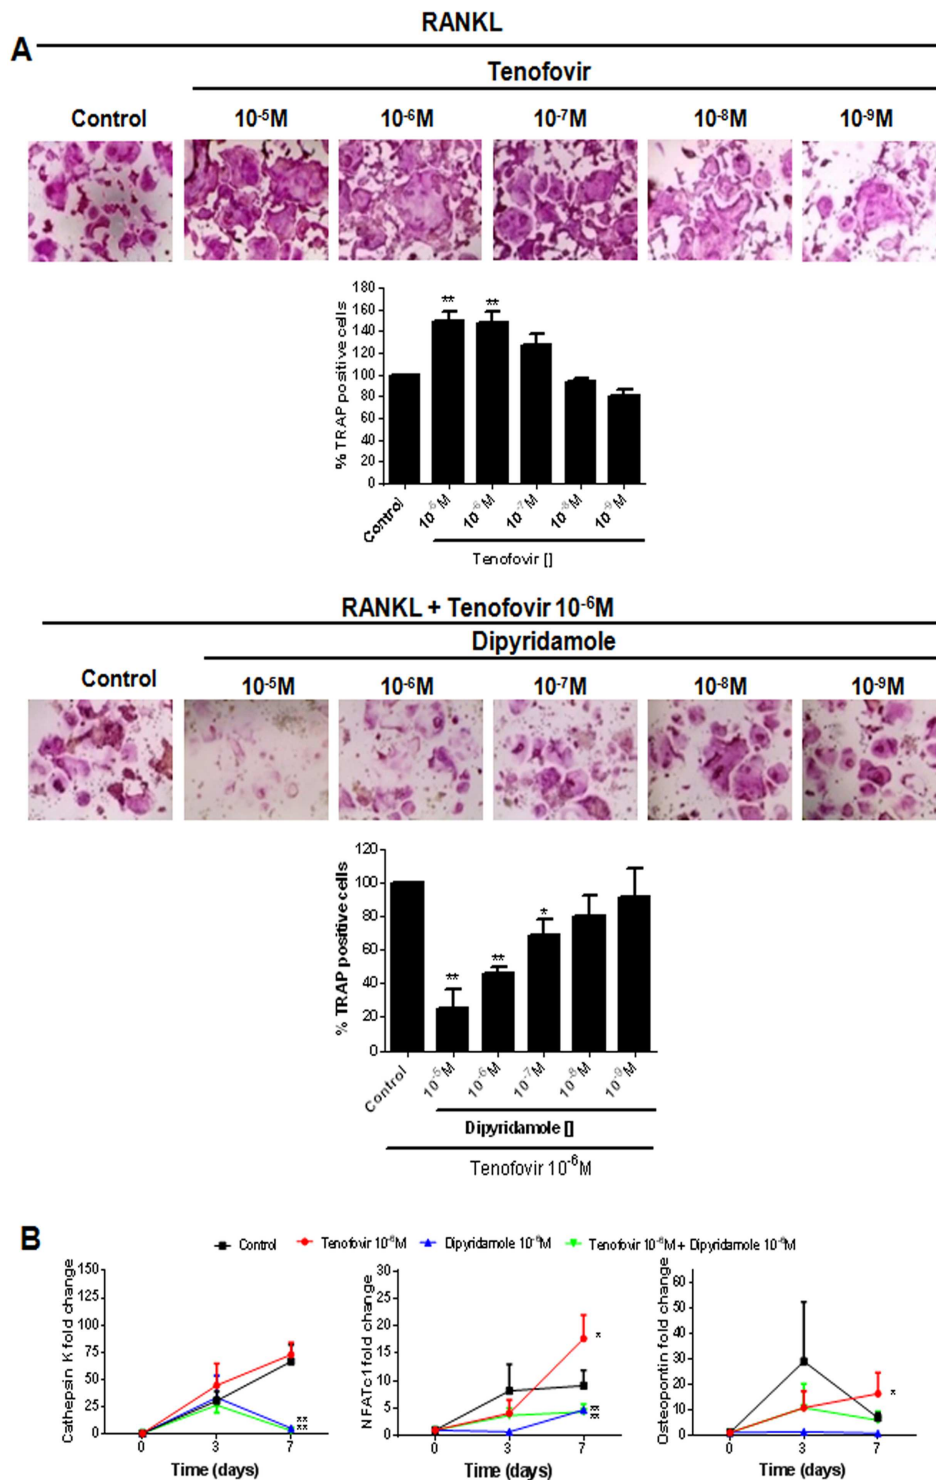 RANKL
A
Tenofovir
Control 10⁻⁵M 10⁻⁶M 10⁻⁷M 10⁻⁸M 10⁻⁹M
180
160
140
120
100
80
60
40
20
0
% TRAP positive cells
** **
Control 10⁻⁵M 10⁻⁶M 10⁻⁷M 10⁻⁸M 10⁻⁹M
Tenofovir []
RANKL + Tenofovir 10⁻⁶M
Dipyridamole
Control 10⁻⁵M 10⁻⁶M 10⁻⁷M 10⁻⁸M 10⁻⁹M
120
100
80
60
40
20
0
% TRAP positive cells
** ** *
Control 10⁻⁵M 10⁻⁶M 10⁻⁷M 10⁻⁸M 10⁻⁹M
Dipyridamole []
Tenofovir 10⁻⁶M
B
Control Tenofovir 10⁻⁶M Dipyridamole 10⁻⁶M Tenofovir 10⁻⁶M + Dipyridamole 10⁻⁶M
Cathepsin K fold change
150
125
100
75
50
25
0
**
**
0 3 7
Time (days)
NFATc1 fold change
30
25
20
15
10
5
0
*
**
**
0 3 7
Time (days)
Osteopontin fold change
60
50
40
30
20
10
0
*
0 3 7
Time (days)